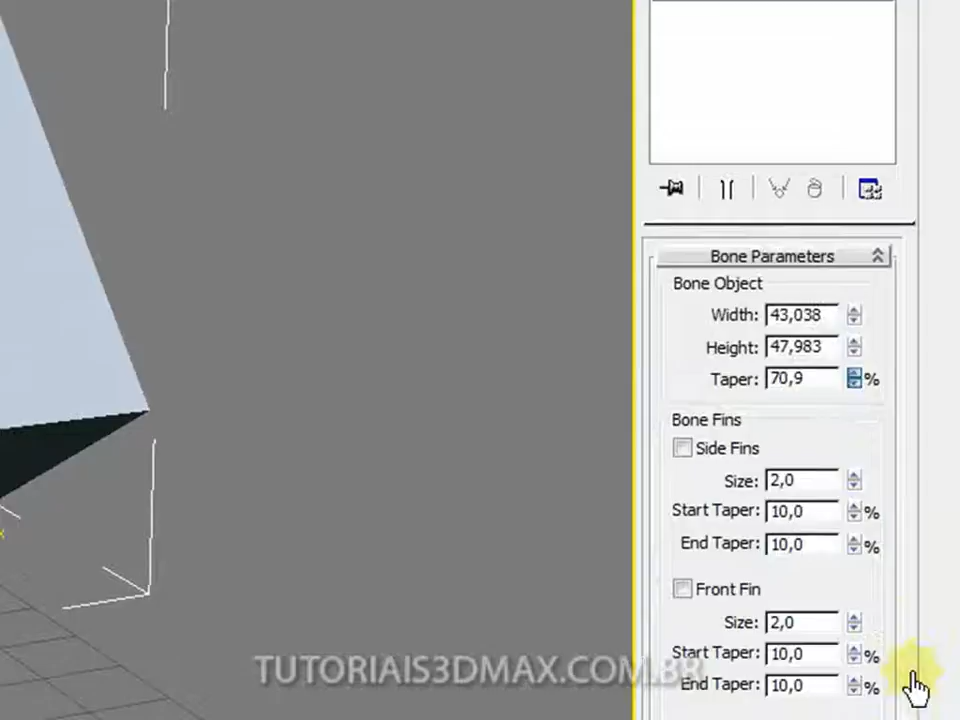 Bone Parameters
Bone Object
Width: 43,038
Height: 47,983
Taper: 70,9 %
Bone Fins
Side Fins
Size: 2,0
Start Taper: 10,0 %
End Taper: 10,0 %
Front Fin
Size: 2,0
Start Taper: 10,0 %
End Taper: 10,0 %
TUTORIAIS3DMAX.COM.BR
x